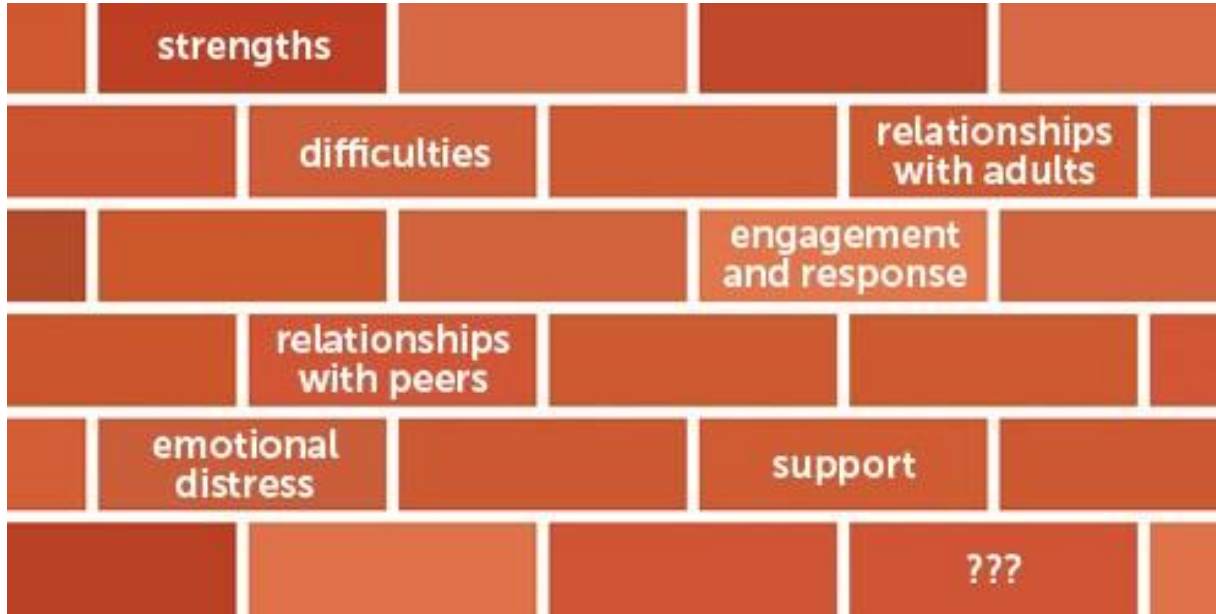 strengths
difficulties
relationships
with adults
engagement
and response
relationships
with peers
emotional
distress
support
???